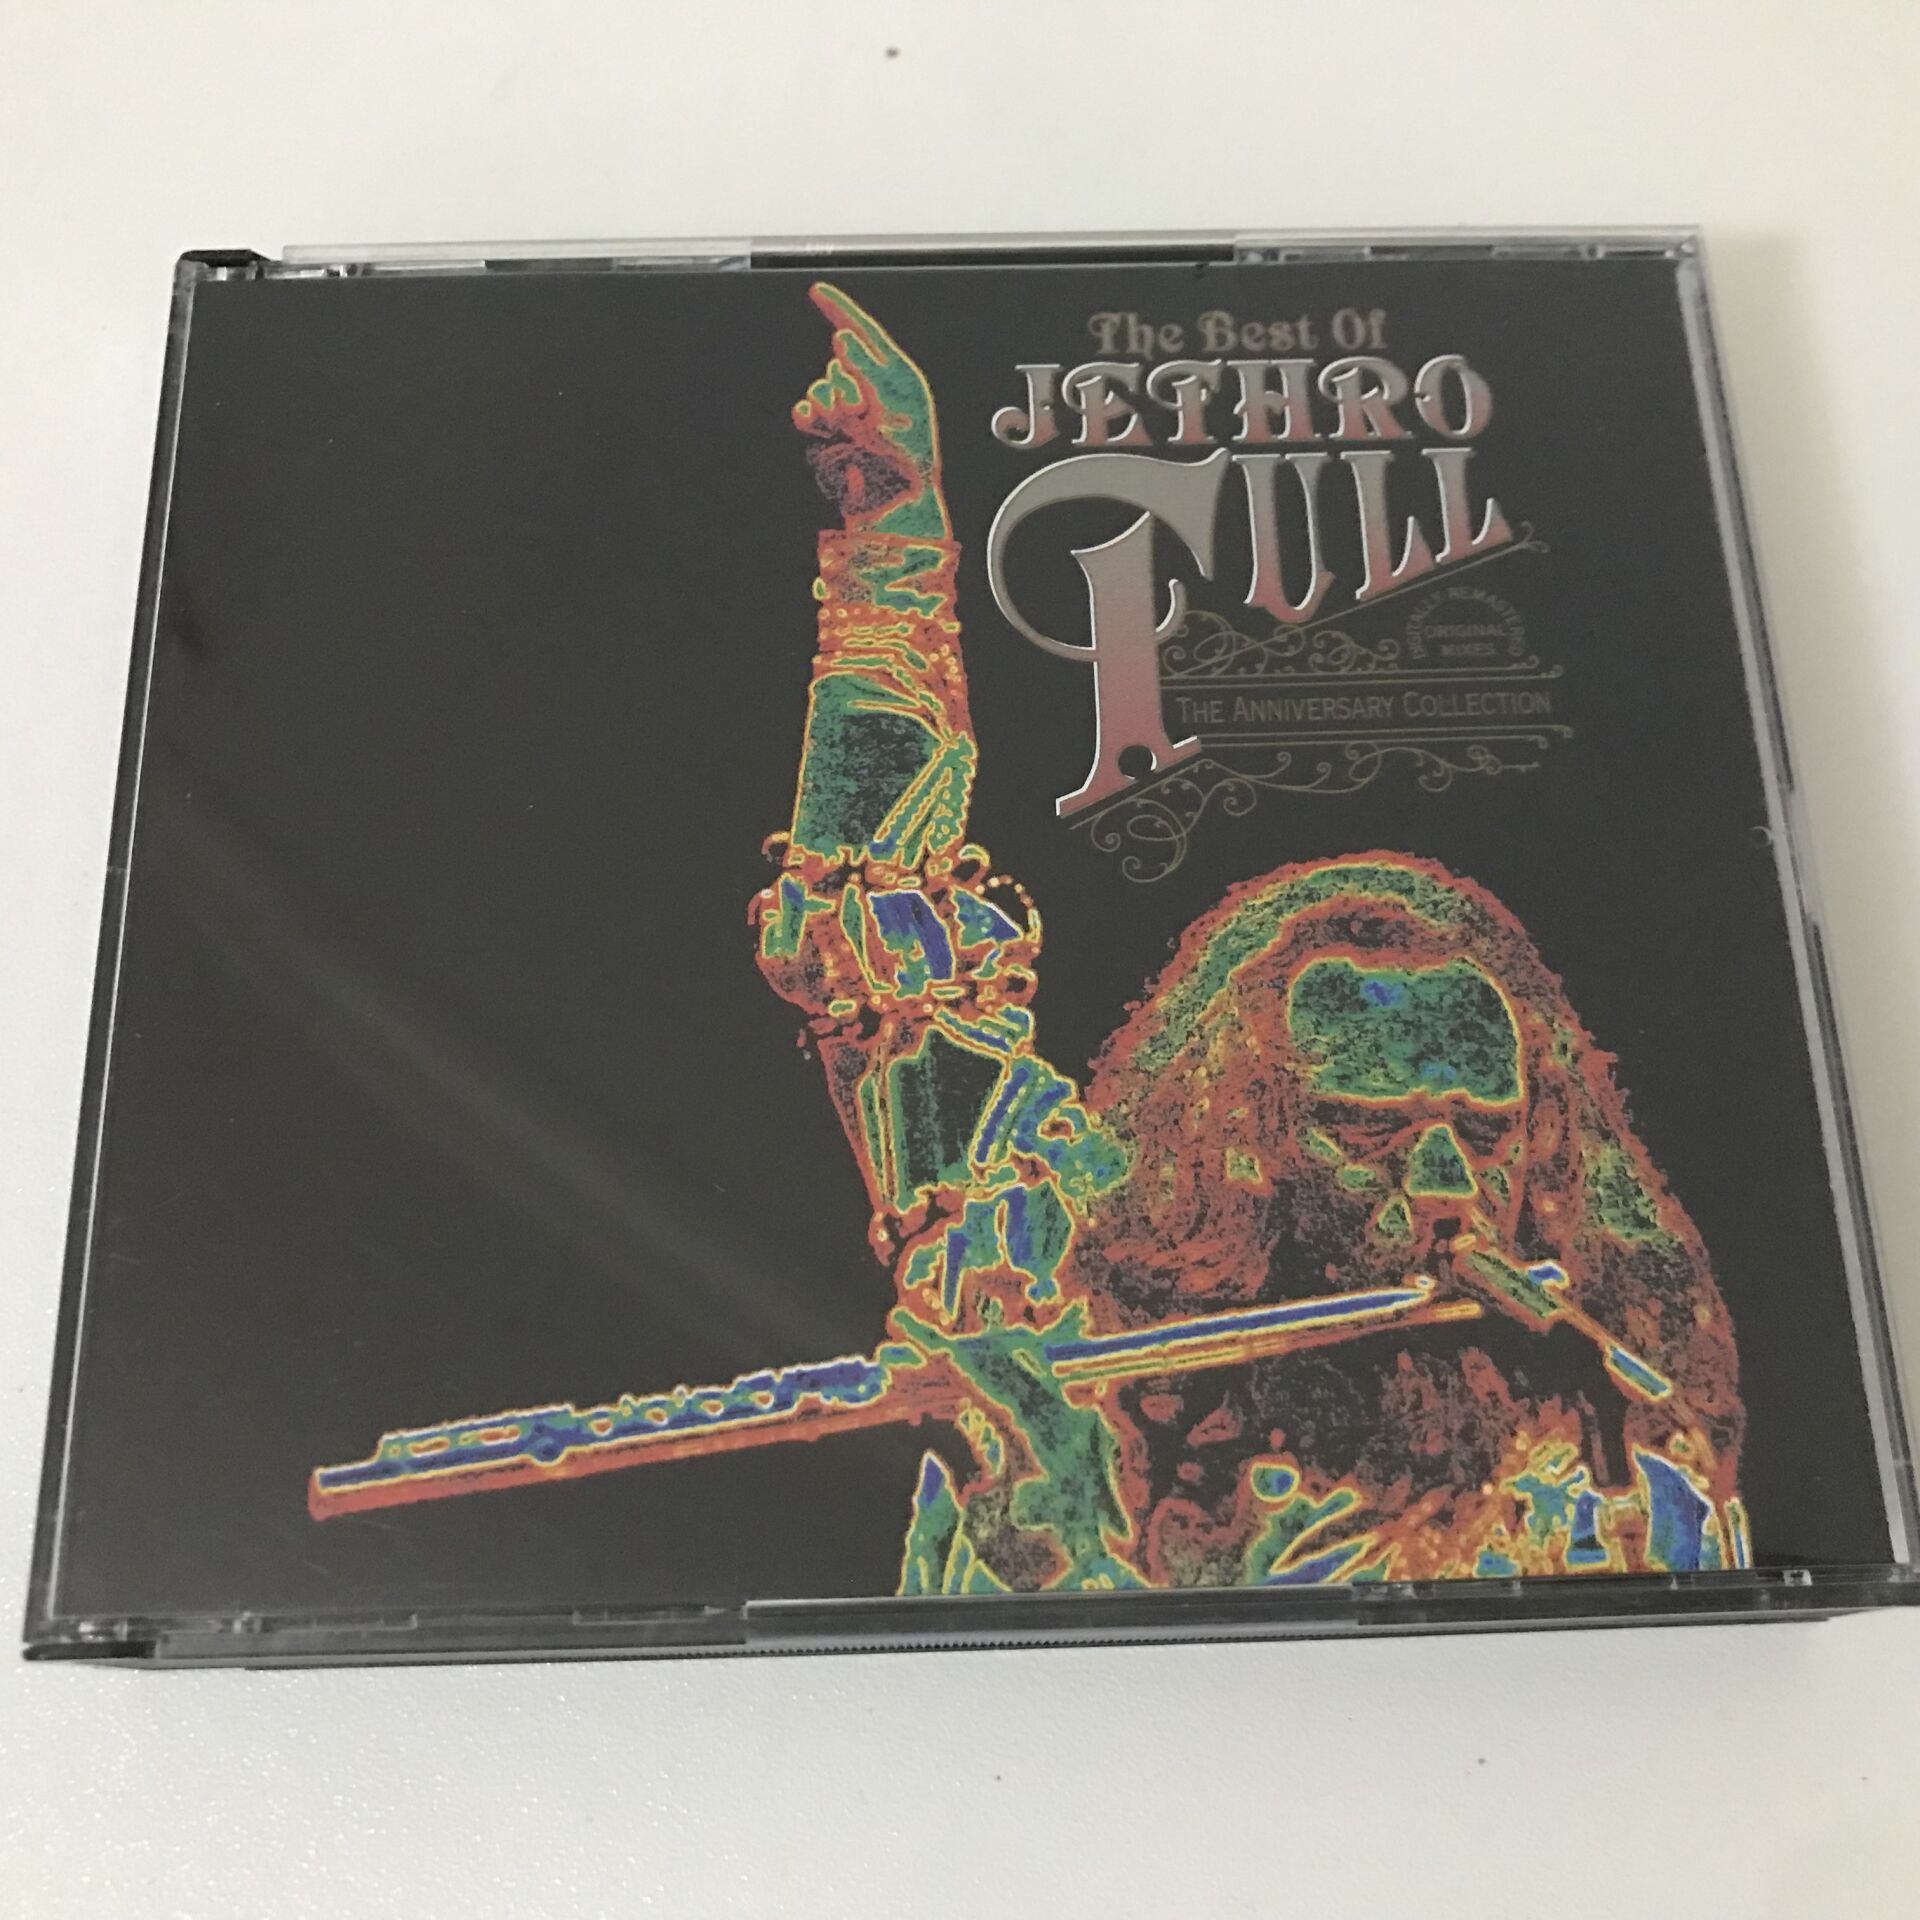 The Best Of
JETHRO
TULL
DIGITALLY REMASTERED
ORIGINAL
MIXES
THE ANNIVERSARY COLLECTION